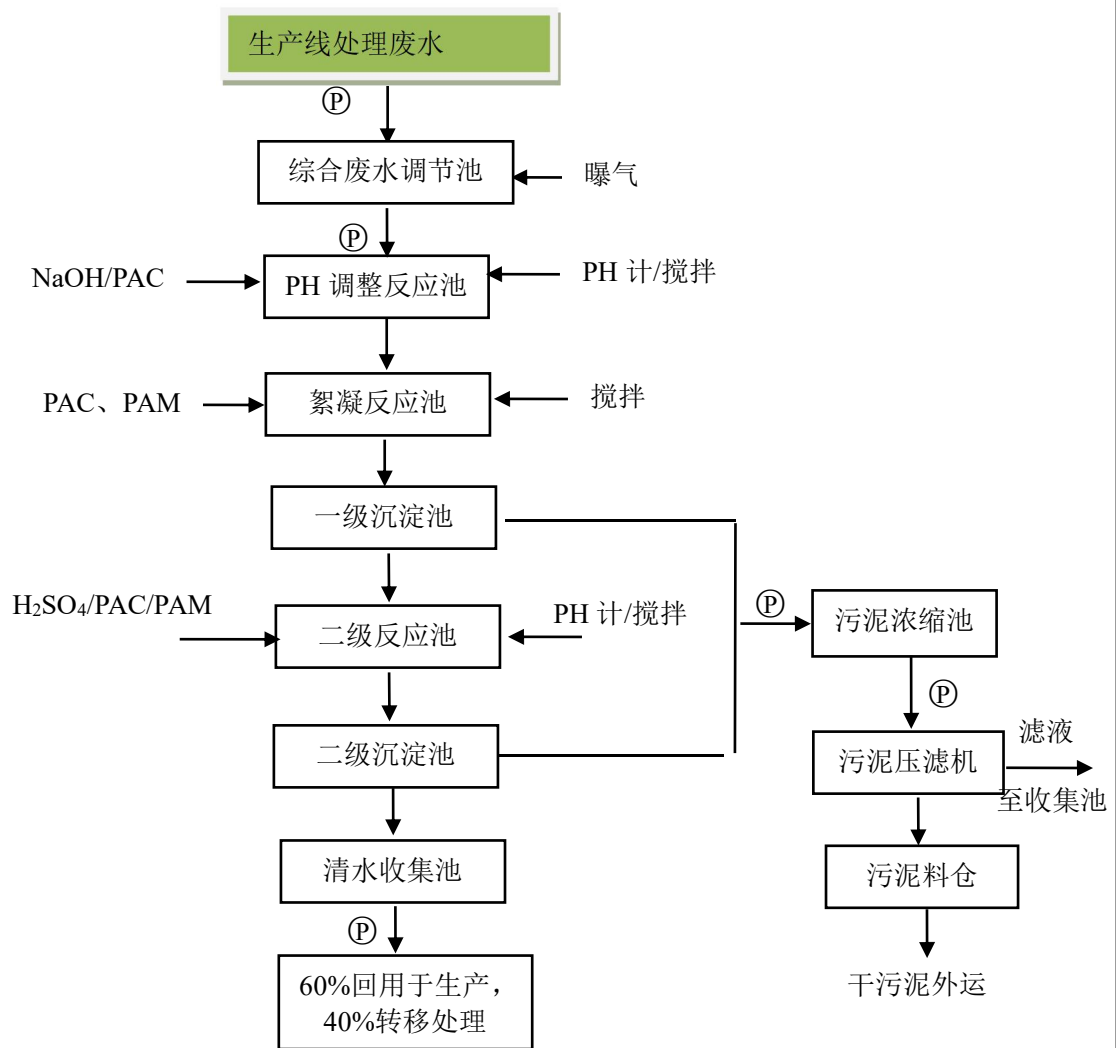 生产线处理废水
Ⓟ
综合废水调节池
曝气
Ⓟ
NaOH/PAC
PH 调整反应池
PH 计/搅拌
PAC、PAM
絮凝反应池
搅拌
一级沉淀池
H₂SO₄/PAC/PAM
二级反应池
PH 计/搅拌
Ⓟ
污泥浓缩池
Ⓟ
二级沉淀池
污泥压滤机
滤液
至收集池
清水收集池
污泥料仓
Ⓟ
60%回用于生产，
40%转移处理
干污泥外运